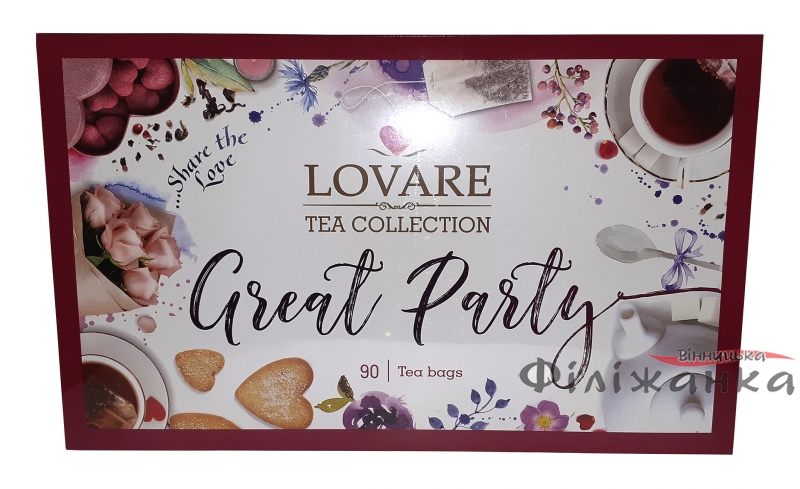 ...Share the
Love
LOVARE
TEA COLLECTION
Great Party
90 | Tea bags
Вінницька
Філіжанка